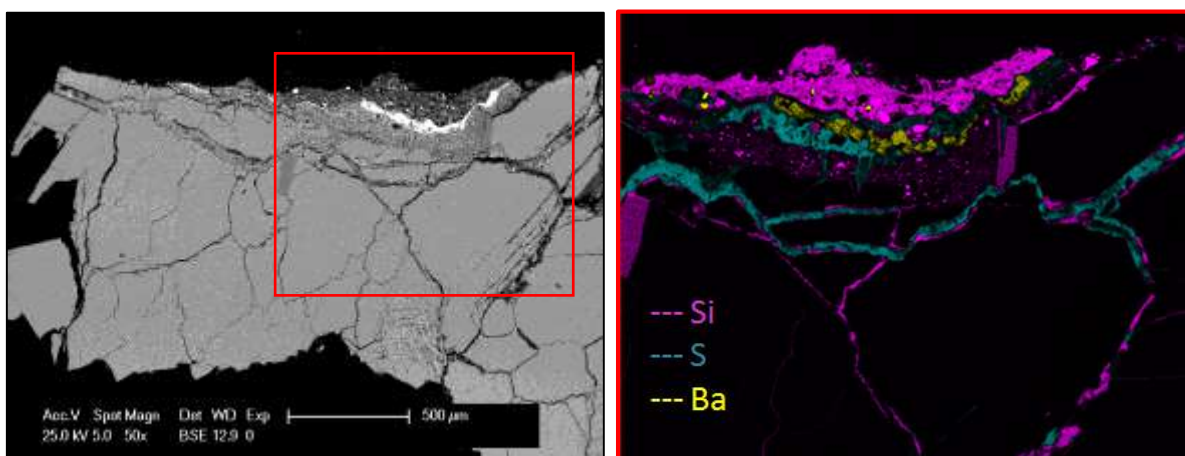 Acc.V Spot Magn Det WD Exp 500 µm
25.0 kV 5.0 50x BSE 12.9 0
--- Si
--- S
--- Ba